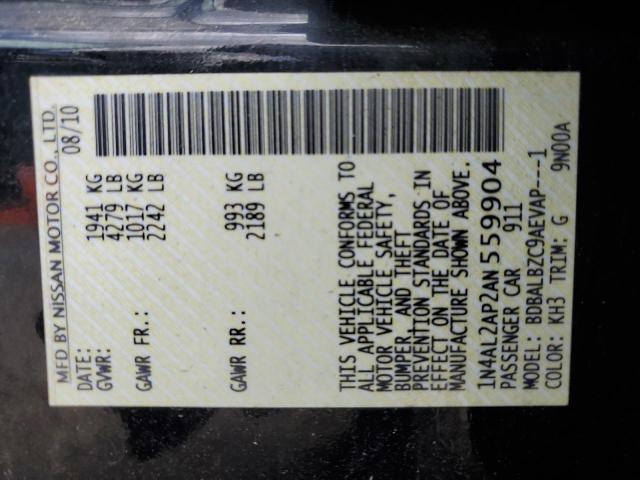 MFD BY NISSAN MOTOR CO., LTD.
DATE: 08/10
GVWR: 1941 KG
4279 LB
GAWR FR.: 1017 KG
2242 LB
GAWR RR.: 993 KG
2189 LB
THIS VEHICLE CONFORMS TO
ALL APPLICABLE FEDERAL
MOTOR VEHICLE SAFETY,
BUMPER, AND THEFT
PREVENTION STANDARDS IN
EFFECT ON THE DATE OF
MANUFACTURE SHOWN ABOVE.
1N4AL2AP2AN559904
PASSENGER CAR 911
MODEL: BDBALBZC9AEVAP---1
COLOR: KH3 TRIM: G 9N00A